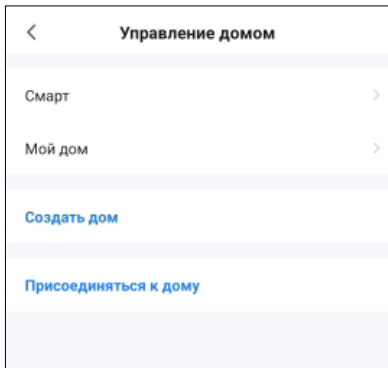 Управление домом
Смарт
Мой дом
Создать дом
Присоединяться к дому